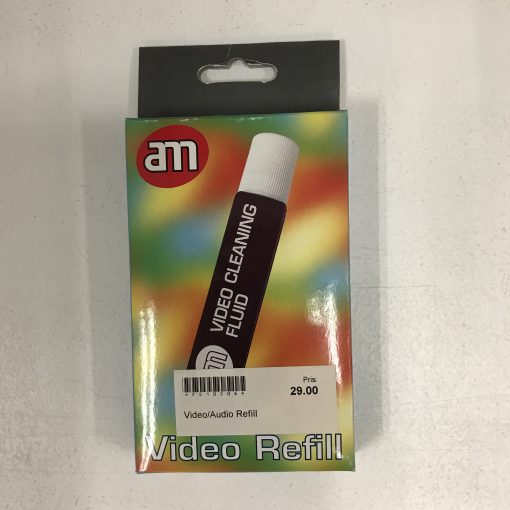 am
VIDEO CLEANING
FLUID
m
Pris:
29.00
Video/Audio Refill
Video Refill